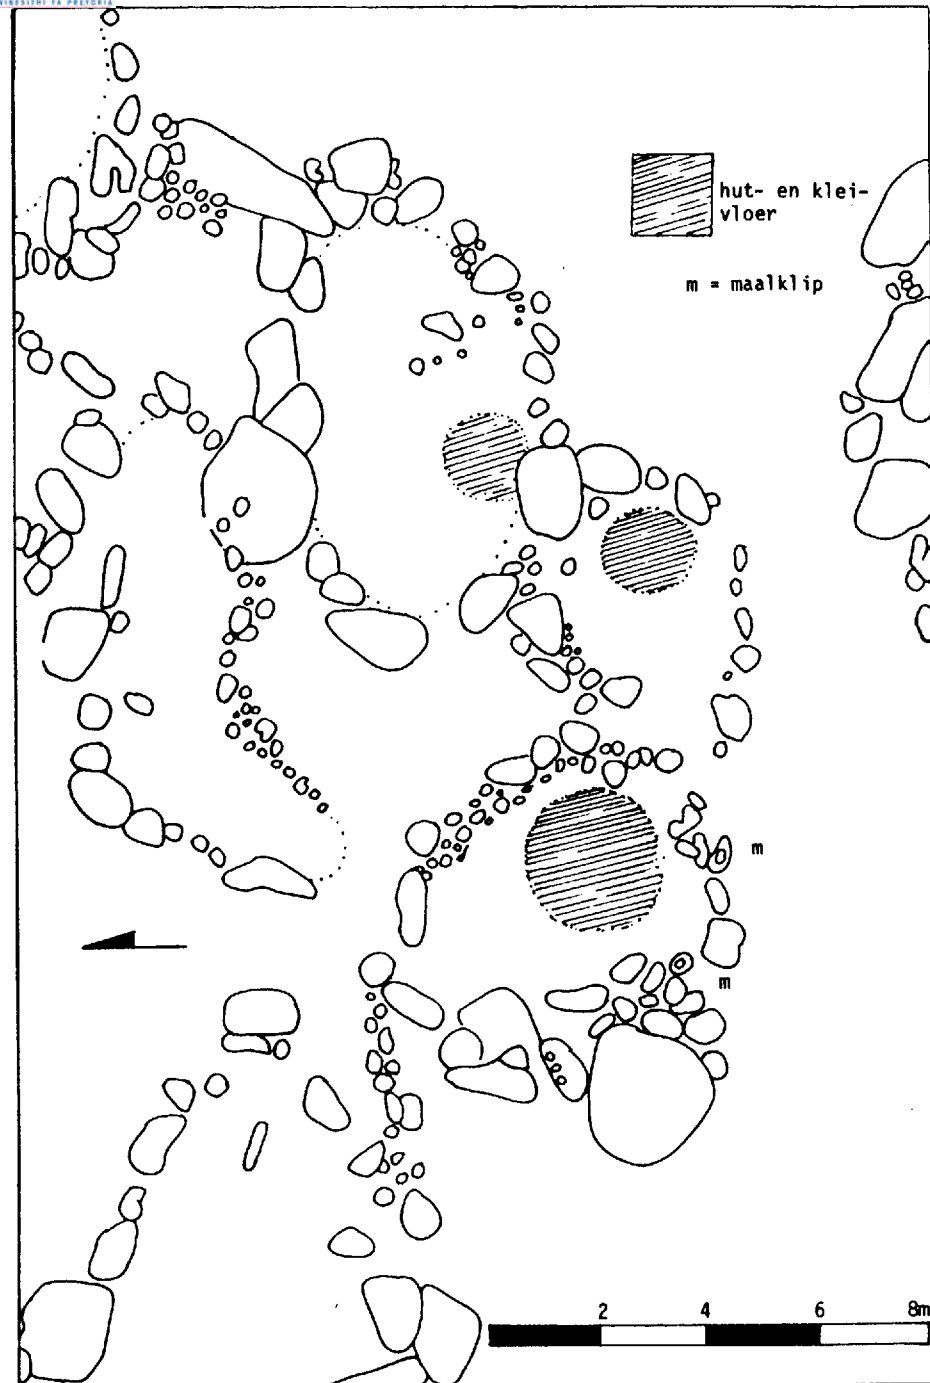 hut- en klei-
vloer
m = maalklip
m
m
2 4 6 8m